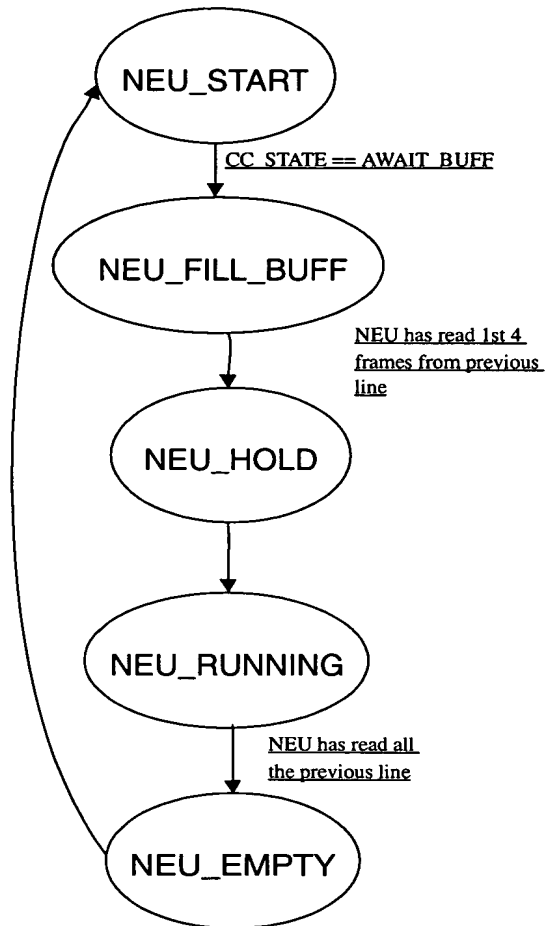 NEU_START
CC_STATE == AWAIT_BUFF
NEU_FILL_BUFF
NEU has read 1st 4
frames from previous
line
NEU_HOLD
NEU_RUNNING
NEU has read all
the previous line
NEU_EMPTY